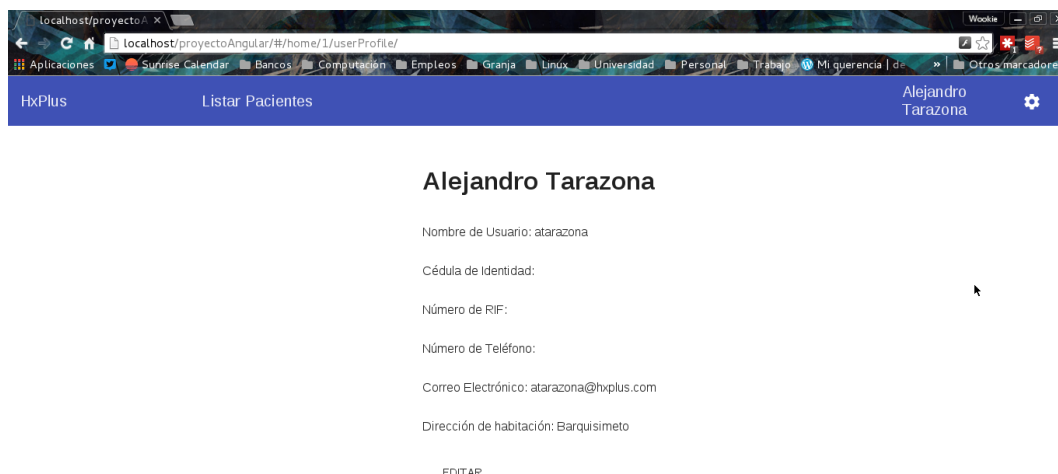 localhost/proyectoA
Wookie
localhost/proyectoAngular/#/home/1/userProfile/
Aplicaciones Sunrise Calendar Bancos Computación Empleos Granja Linux Universidad Personal Trabajo Mi querencia | de » Otros marcadore
HxPlus Listar Pacientes Alejandro
Tarazona
Alejandro Tarazona
Nombre de Usuario: atarazona
Cédula de Identidad:
Número de RIF:
Número de Teléfono:
Correo Electrónico: atarazona@hxplus.com
Dirección de habitación: Barquisimeto
EDITAR